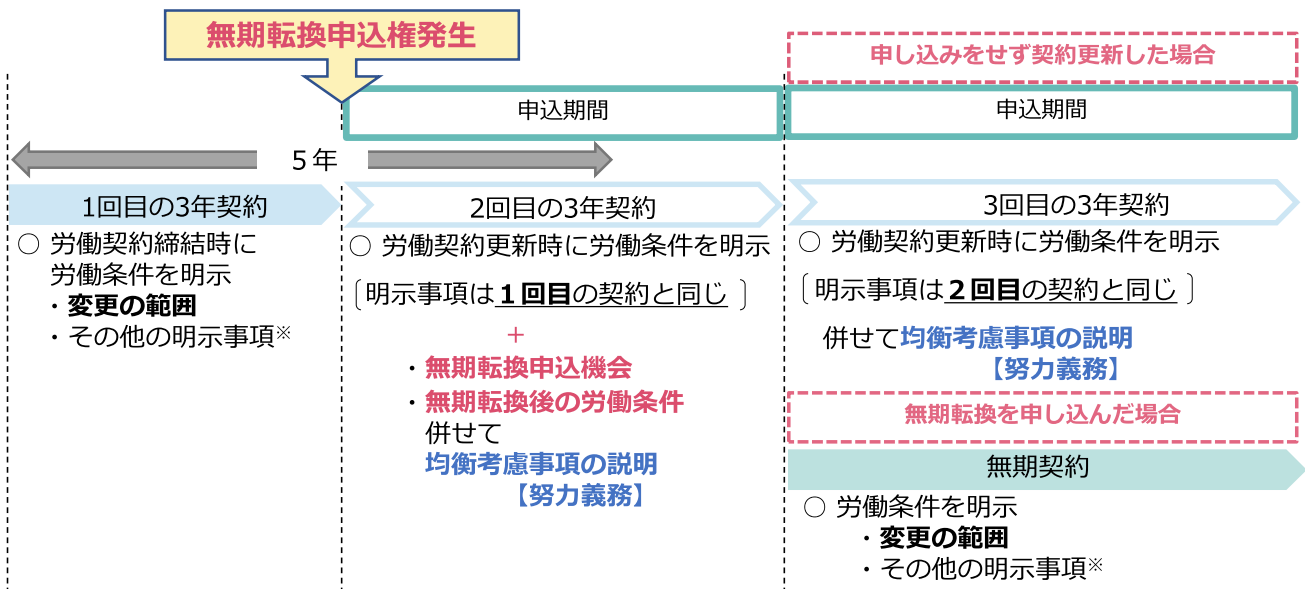 無期転換申込権発生
申し込みをせず契約更新した場合
申込期間
申込期間
５年
1回目の3年契約
○ 労働契約締結時に
労働条件を明示
・変更の範囲
・その他の明示事項※
2回目の3年契約
○ 労働契約更新時に労働条件を明示
〔明示事項は１回目の契約と同じ 〕
+
・無期転換申込機会
・無期転換後の労働条件
併せて
均衡考慮事項の説明
【努力義務】
3回目の3年契約
○ 労働契約更新時に労働条件を明示
〔明示事項は２回目の契約と同じ 〕
併せて均衡考慮事項の説明
【努力義務】
無期転換を申し込んだ場合
無期契約
○ 労働条件を明示
・変更の範囲
・その他の明示事項※